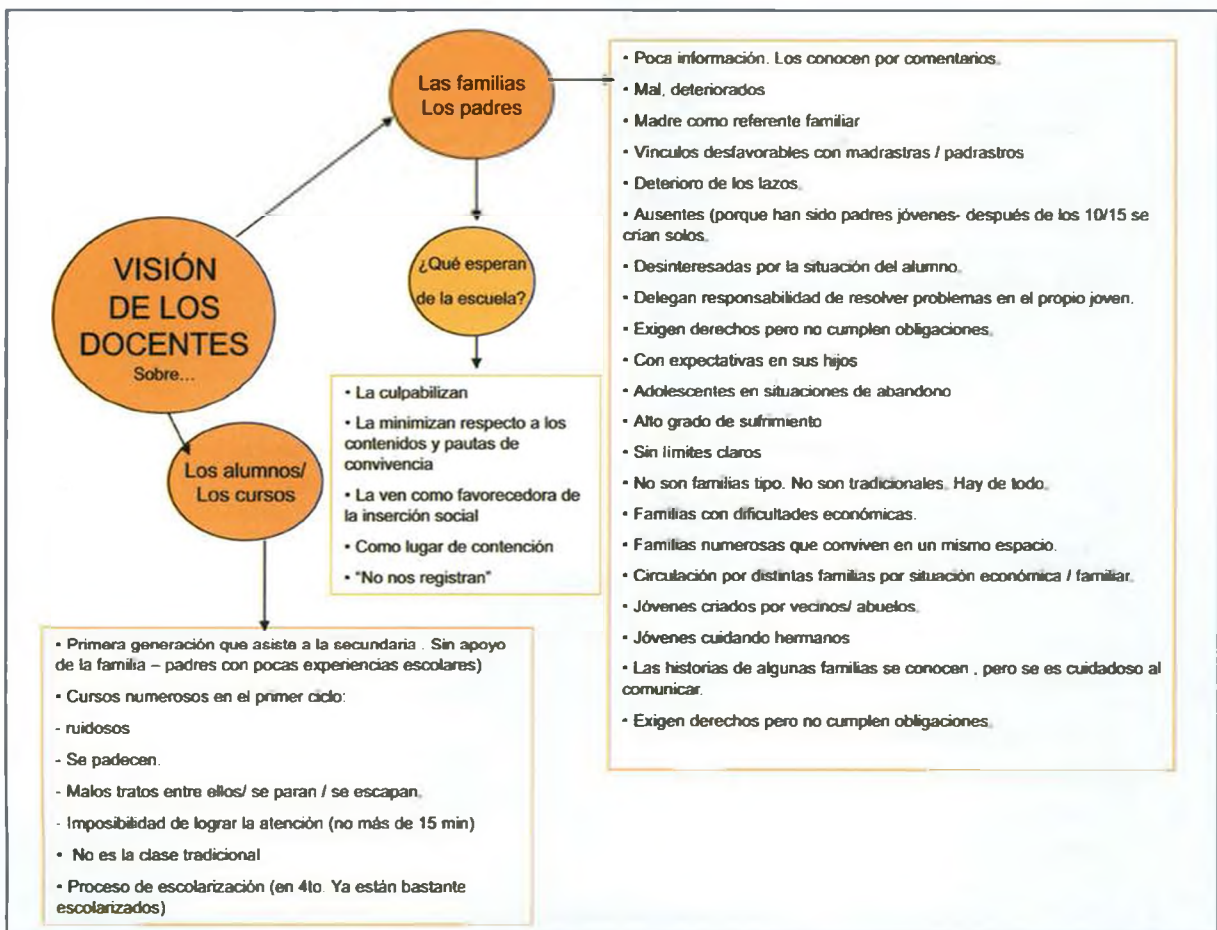 VISIÓN
DE LOS
DOCENTES
Sobre...
Las familias
Los padres
• Poca información. Los conocen por comentarios.
• Mal, deteriorados
• Madre como referente familiar
• Vinculos desfavorables con madrastras / padrastros
• Deterioro de los lazos.
• Ausentes (porque han sido padres jóvenes- después de los 10/15 se
crian solos.
• Desinteresadas por la situación del alumno.
• Delegan responsabilidad de resolver problemas en el propio joven.
• Exigen derechos pero no cumplen obligaciones.
• Con expectativas en sus hijos
• Adolescentes en situaciones de abandono
• Alto grado de sufrimiento
• Sin límites claros
• No son familias tipo. No son tradicionales. Hay de todo.
• Familias con dificultades económicas.
• Familias numerosas que conviven en un mismo espacio.
• Circulación por distintas familias por situación económica / familiar.
• Jóvenes criados por vecinos/ abuelos.
• Jóvenes cuidando hermanos
• Las historias de algunas familias se conocen , pero se es cuidadoso al
comunicar.
• Exigen derechos pero no cumplen obligaciones.
¿Qué esperan
de la escuela?
• La culpabilizan
• La minimizan respecto a los
contenidos y pautas de
convivencia
• La ven como favorecedora de
la inserción social
• Como lugar de contención
• "No nos registran"
Los alumnos/
Los cursos
• Primera generación que asiste a la secundaria . Sin apoyo
de la familia – padres con pocas experiencias escolares)
• Cursos numerosos en el primer ciclo:
- ruidosos
- Se padecen.
- Malos tratos entre ellos/ se paran / se escapan.
- Imposibilidad de lograr la atención (no más de 15 min)
• No es la clase tradicional
• Proceso de escolarización (en 4to. Ya están bastante
escolarizados)